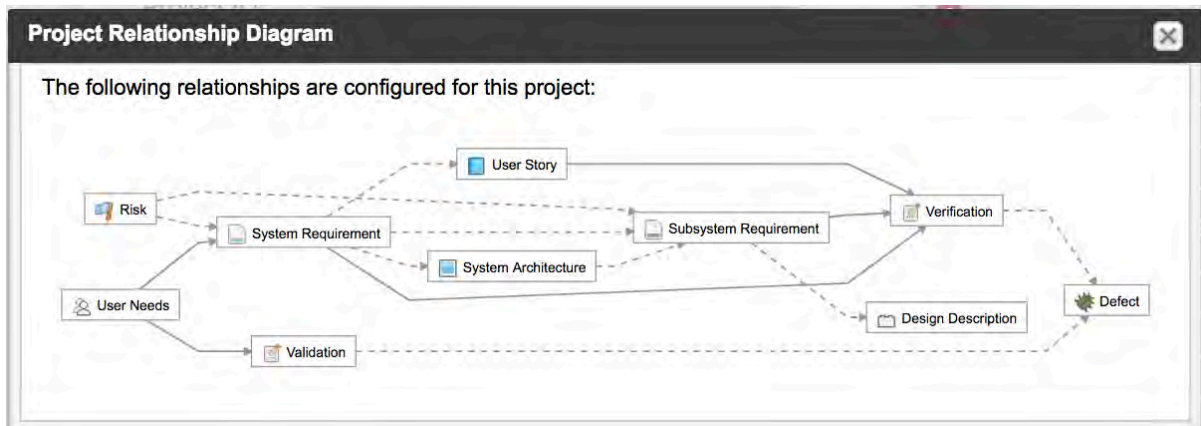 Project Relationship Diagram
The following relationships are configured for this project:
User Story
Risk
Verification
System Requirement
Subsystem Requirement
System Architecture
User Needs
Defect
Design Description
Validation